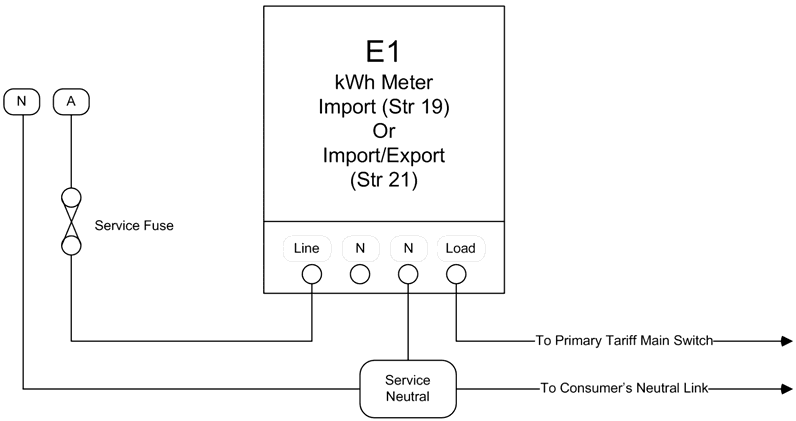 E1
kWh Meter
Import (Str 19)
Or
Import/Export
(Str 21)
N A
Service Fuse
Line N N Load
To Primary Tariff Main Switch
Service
Neutral
To Consumer's Neutral Link